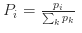 $P_i = \frac{p_i}{\sum_k p_k}$